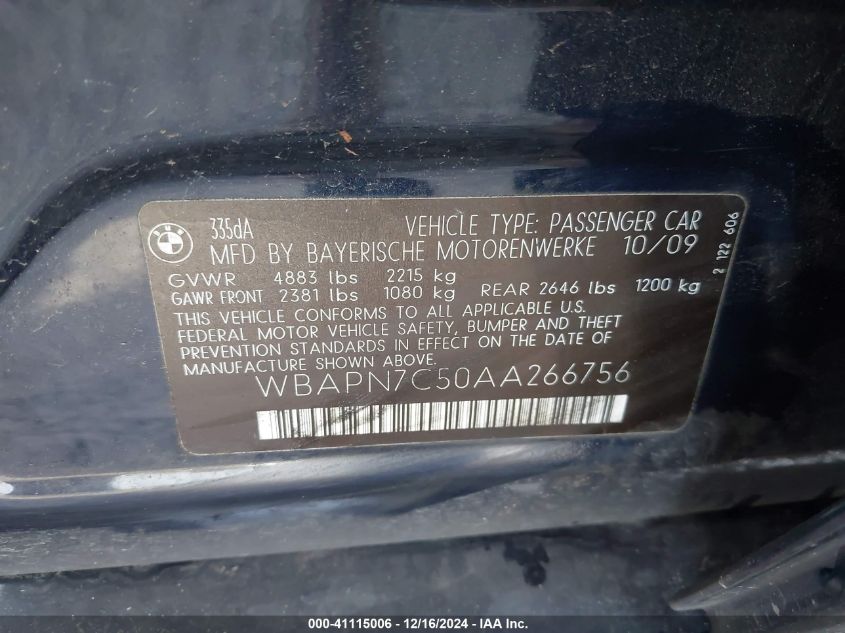 BMW
335dA
VEHICLE TYPE: PASSENGER CAR
MFD BY BAYERISCHE MOTORENWERKE 10/09
GVWR 4883 lbs 2215 kg
GAWR FRONT 2381 lbs 1080 kg REAR 2646 lbs 1200 kg
THIS VEHICLE CONFORMS TO ALL APPLICABLE U.S.
FEDERAL MOTOR VEHICLE SAFETY, BUMPER AND THEFT
PREVENTION STANDARDS IN EFFECT ON THE DATE OF
MANUFACTURE SHOWN ABOVE.
WBAPN7C50AA266756
2 122 606
000-41115006 - 12/16/2024 - IAA Inc.